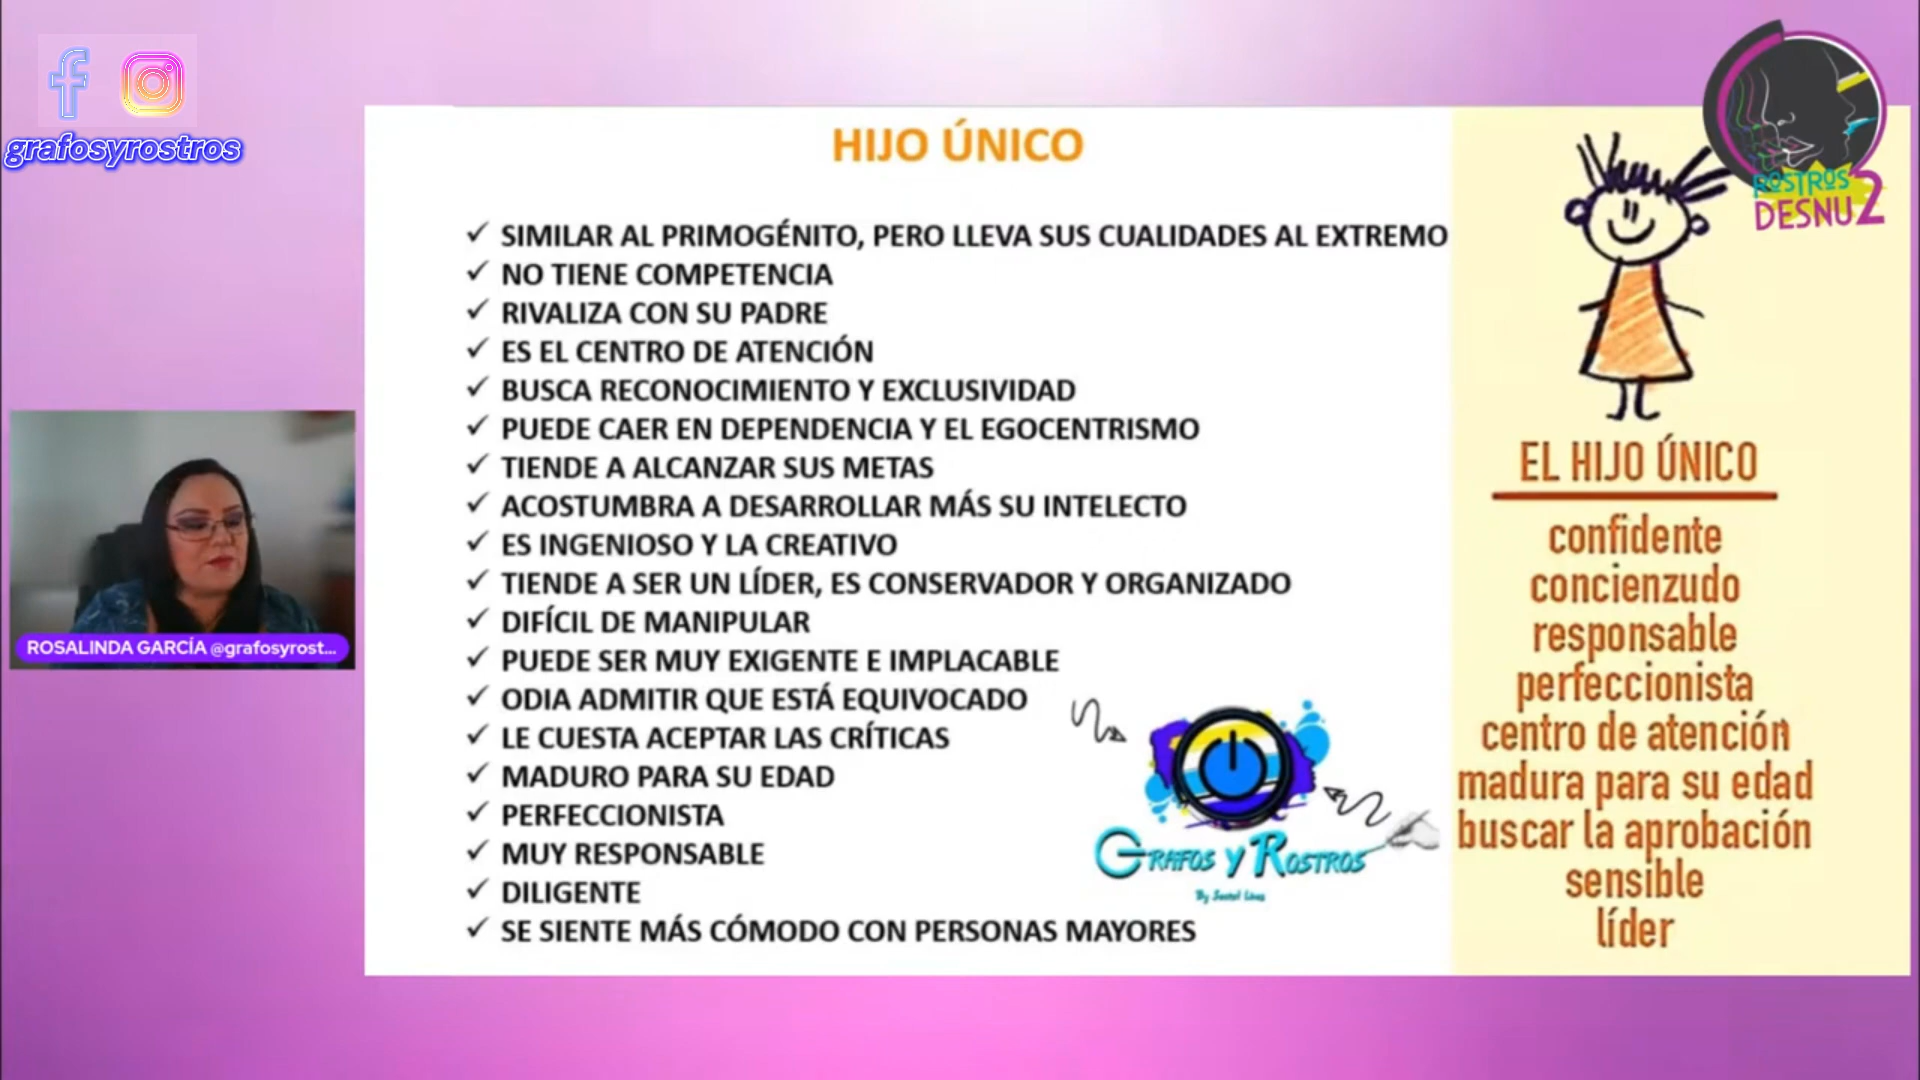 grafosyrostros
ROSTROS
DESNU2
HIJO ÚNICO
✓ SIMILAR AL PRIMOGÉNITO, PERO LLEVA SUS CUALIDADES AL EXTREMO
✓ NO TIENE COMPETENCIA
✓ RIVALIZA CON SU PADRE
✓ ES EL CENTRO DE ATENCIÓN
✓ BUSCA RECONOCIMIENTO Y EXCLUSIVIDAD
✓ PUEDE CAER EN DEPENDENCIA Y EL EGOCENTRISMO
✓ TIENDE A ALCANZAR SUS METAS
✓ ACOSTUMBRA A DESARROLLAR MÁS SU INTELECTO
✓ ES INGENIOSO Y LA CREATIVO
✓ TIENDE A SER UN LÍDER, ES CONSERVADOR Y ORGANIZADO
✓ DIFÍCIL DE MANIPULAR
✓ PUEDE SER MUY EXIGENTE E IMPLACABLE
✓ ODIA ADMITIR QUE ESTÁ EQUIVOCADO
✓ LE CUESTA ACEPTAR LAS CRÍTICAS
✓ MADURO PARA SU EDAD
✓ PERFECCIONISTA
✓ MUY RESPONSABLE
✓ DILIGENTE
✓ SE SIENTE MÁS CÓMODO CON PERSONAS MAYORES
GRAFOS Y ROSTROS
By
EL HIJO ÚNICO
confidente
concienzudo
responsable
perfeccionista
centro de atención
madura para su edad
buscar la aprobación
sensible
líder
ROSALINDA GARCÍA @grafosyrost...